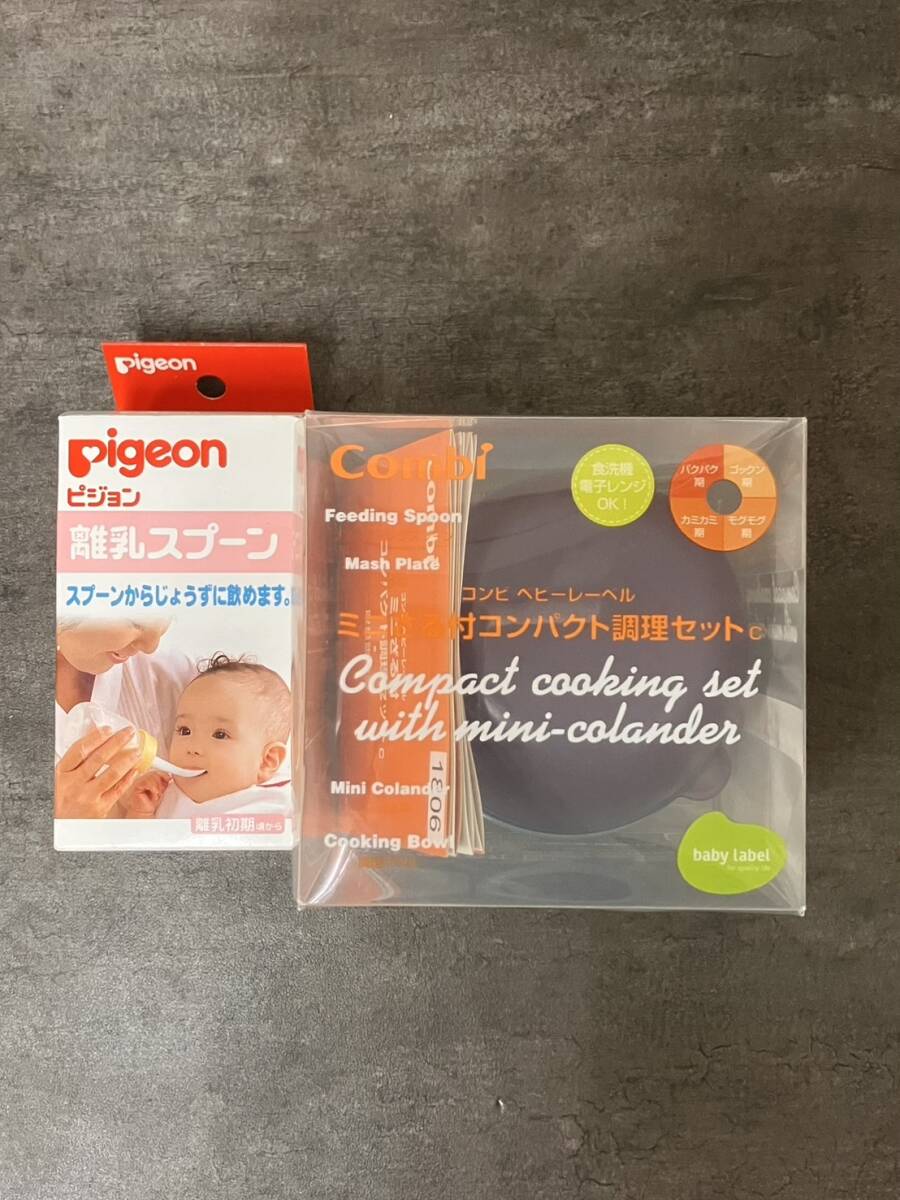 Pigeon
Pigeon
ピジョン
離乳スプーン
スプーンからじょうずに飲めます。
離乳初期頃から
Combi
Feeding Spoon
Mash Plate
食洗機
電子レンジ
OK!
パクパク期
ゴックン期
カミカミ期
モグモグ期
コンビ ベビーレーベル
ミニざる付コンパクト調理セットC
Compact cooking set
with mini-colander
Mini Colander
1806
Cooking Bowl
baby label
for quality life